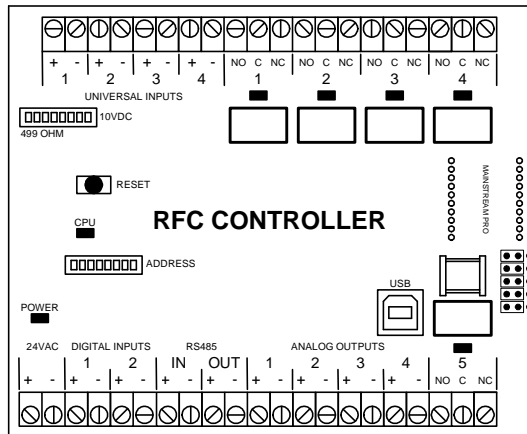 + - + - + - + - NO C NC NO C NC NO C NC NO C NC
1 2 3 4 1 2 3 4
UNIVERSAL INPUTS
10VDC
499 OHM
MAINSTREAM PRO
RESET
CPU
RFC CONTROLLER
ADDRESS
USB
POWER
24VAC DIGITAL INPUTS RS485 ANALOG OUTPUTS
1 2 IN OUT 1 2 3 4 5
+ - + - + - + - + - + - + - + - + - NO C NC